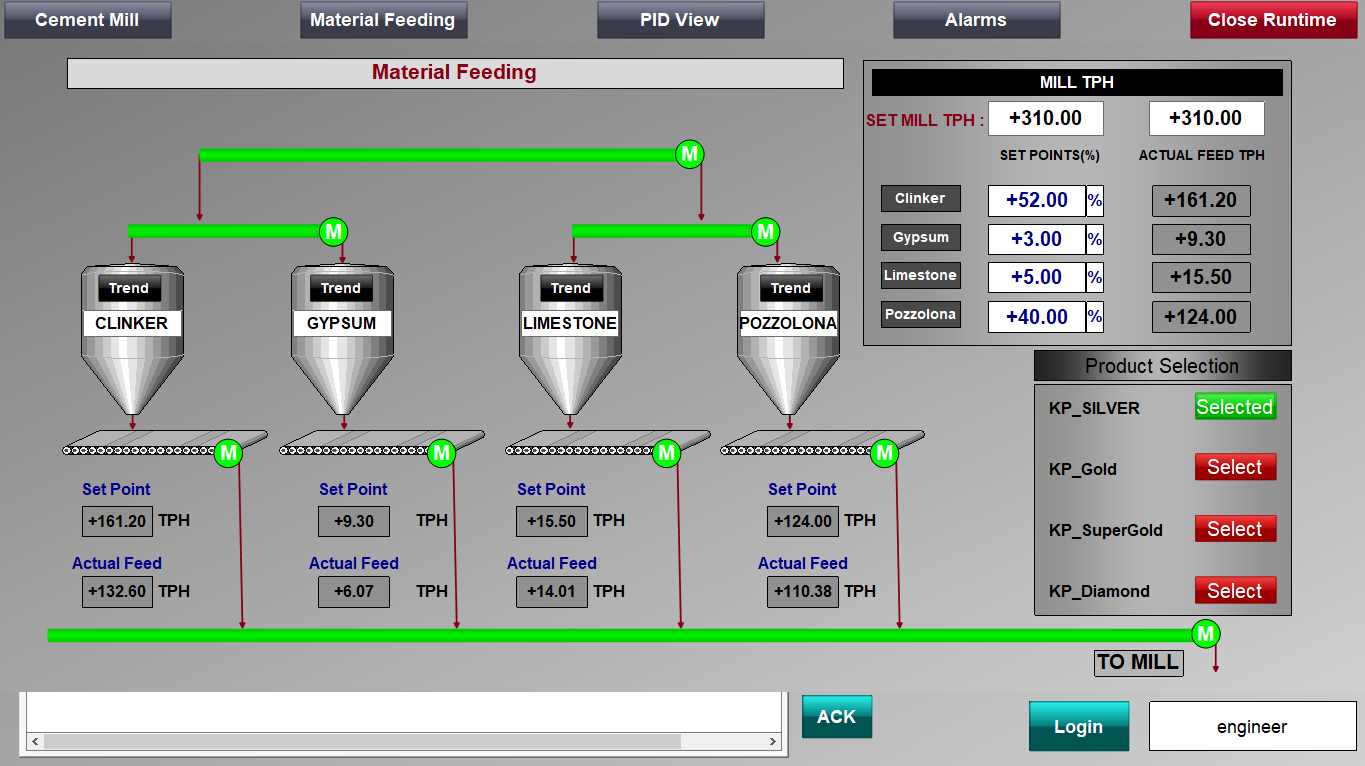 Cement Mill
Material Feeding
PID View
Alarms
Close Runtime
Material Feeding
MILL TPH
SET MILL TPH : +310.00 +310.00
SET POINTS(%) ACTUAL FEED TPH
Clinker +52.00 % +161.20
Gypsum +3.00 % +9.30
Limestone +5.00 % +15.50
Pozzolona +40.00 % +124.00
M
M
M
Trend
CLINKER
Trend
GYPSUM
Trend
LIMESTONE
Trend
POZZOLONA
Product Selection
KP_SILVER Selected
KP_Gold Select
KP_SuperGold Select
KP_Diamond Select
M
M
M
M
Set Point
+161.20 TPH
Actual Feed
+132.60 TPH
Set Point
+9.30 TPH
Actual Feed
+6.07 TPH
Set Point
+15.50 TPH
Actual Feed
+14.01 TPH
Set Point
+124.00 TPH
Actual Feed
+110.38 TPH
M
TO MILL
ACK
Login
engineer